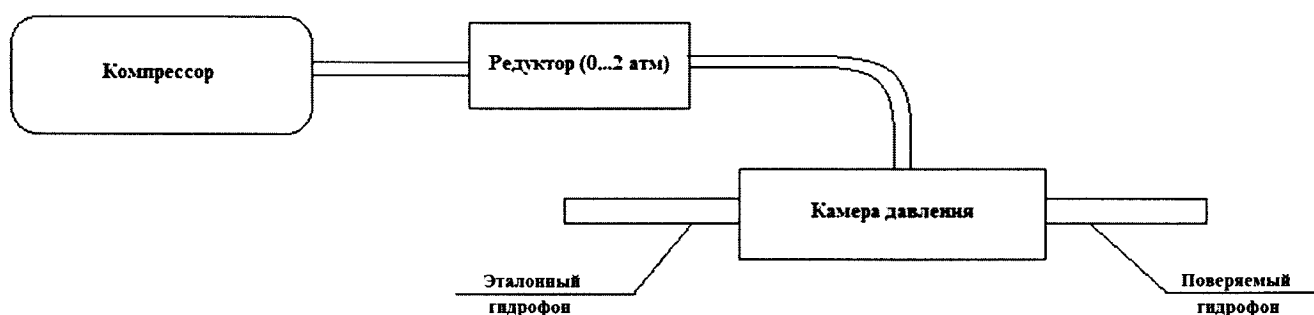 Компрессор
Редуктор (0...2 атм)
Камера давления
Эталонный
гидрофон
Поверяемый
гидрофон